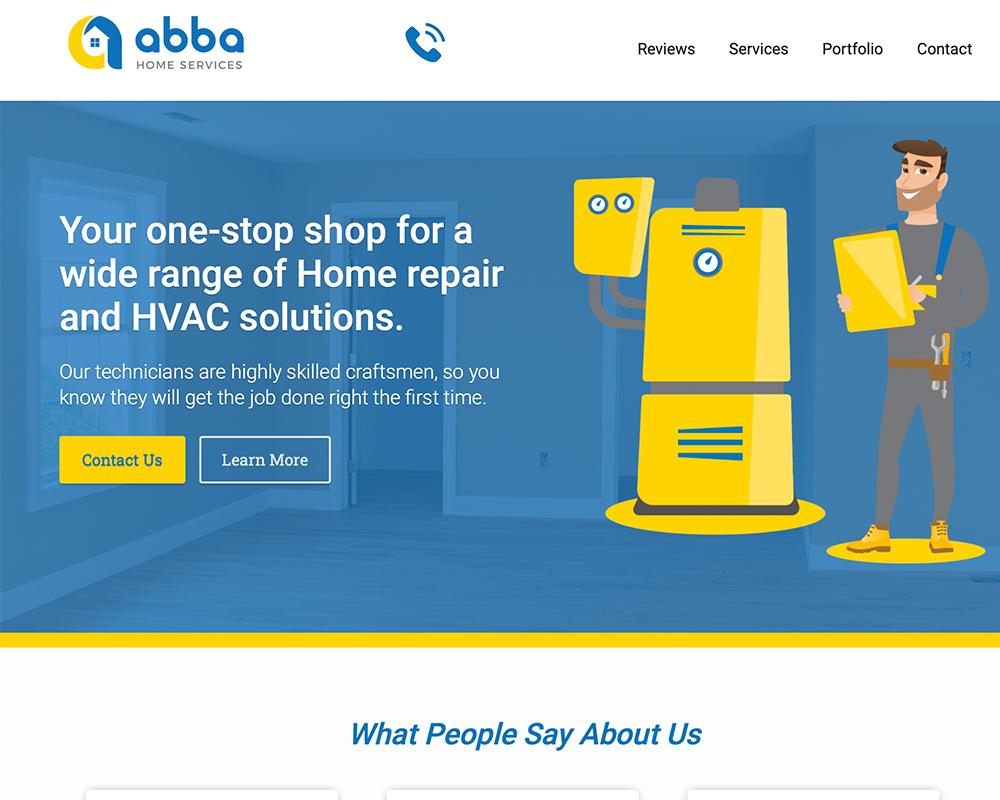 abba
HOME SERVICES
Reviews
Services
Portfolio
Contact
Your one-stop shop for a
wide range of Home repair
and HVAC solutions.
Our technicians are highly skilled craftsmen, so you
know they will get the job done right the first time.
Contact Us
Learn More
What People Say About Us